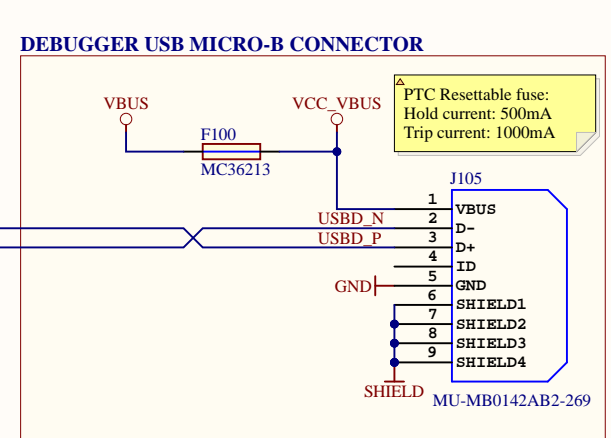 DEBUGGER USB MICRO-B CONNECTOR
VBUS
VCC_VBUS
PTC Resettable fuse:
Hold current: 500mA
Trip current: 1000mA
F100
MC36213
J105
1 VBUS
USBD_N 2 D-
USBD_P 3 D+
4 ID
GND 5 GND
6 SHIELD1
7 SHIELD2
8 SHIELD3
9 SHIELD4
SHIELD
MU-MB0142AB2-269